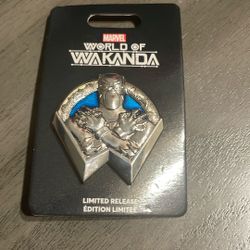 MARVEL
WORLD OF
WAKANDA
LIMITED RELEASE
ÉDITION LIMITÉE